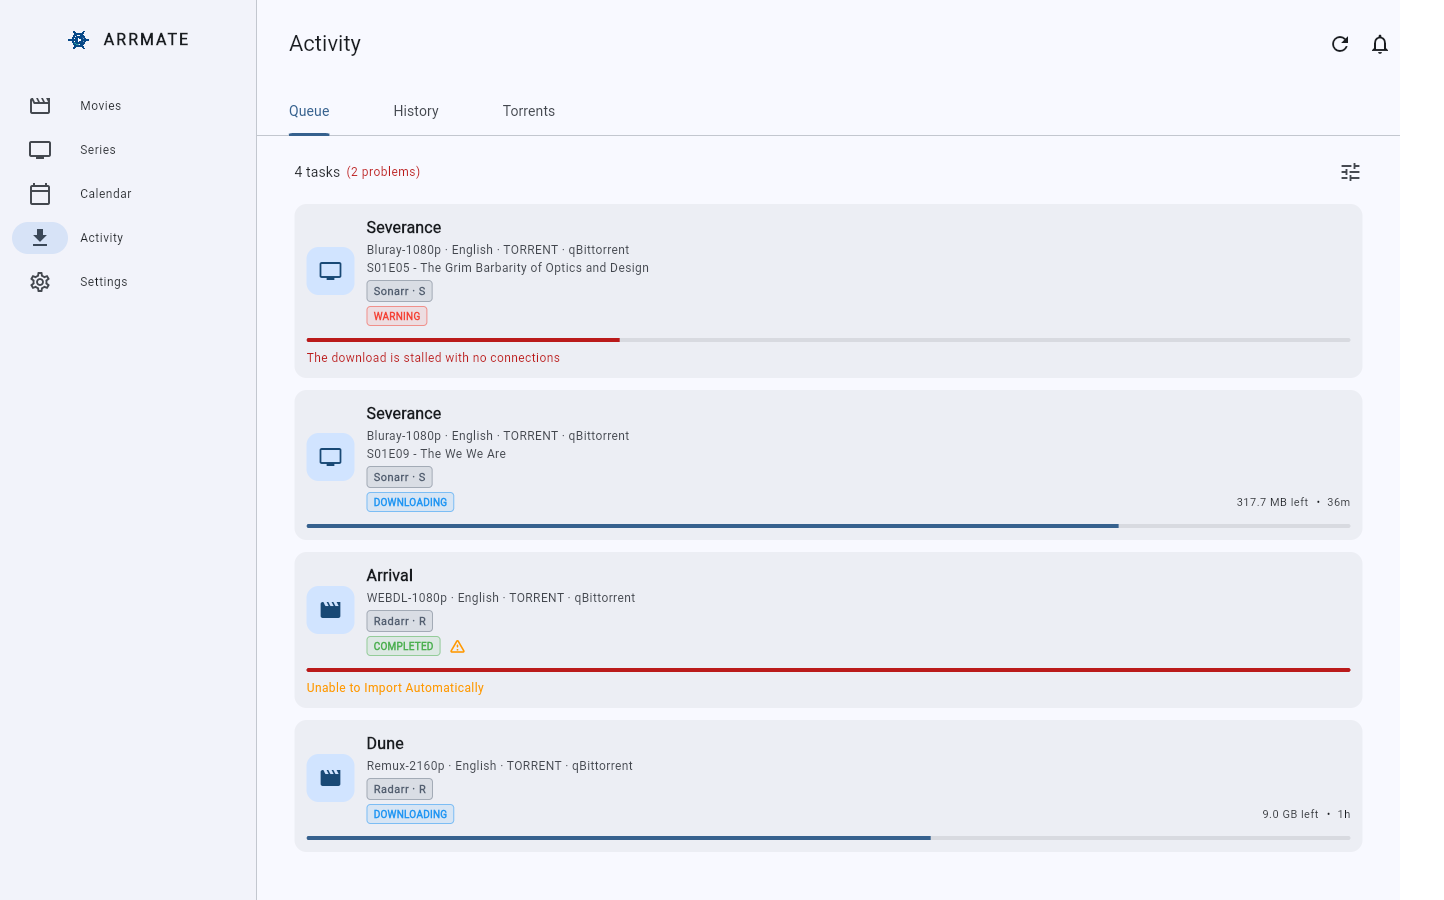 ARRMATE
Movies
Series
Calendar
Activity
Settings
Activity
Queue
History
Torrents
4 tasks (2 problems)
Severance
Bluray-1080p · English · TORRENT · qBittorrent
S01E05 - The Grim Barbarity of Optics and Design
Sonarr · S
WARNING
The download is stalled with no connections
Severance
Bluray-1080p · English · TORRENT · qBittorrent
S01E09 - The We We Are
Sonarr · S
DOWNLOADING
317.7 MB left • 36m
Arrival
WEBDL-1080p · English · TORRENT · qBittorrent
Radarr · R
COMPLETED
Unable to Import Automatically
Dune
Remux-2160p · English · TORRENT · qBittorrent
Radarr · R
DOWNLOADING
9.0 GB left • 1h